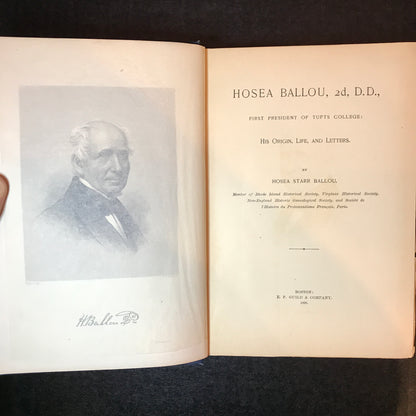 H. Ballou 2d
HOSEA BALLOU, 2d, D.D.,
FIRST PRESIDENT OF TUFTS COLLEGE:
HIS ORIGIN, LIFE, AND LETTERS.
BY
HOSEA STARR BALLOU,
Member of Rhode Island Historical Society, Virginia Historical Society,
New-England Historic Genealogical Society, and Société de
l'Histoire du Protestantisme Français, Paris.
BOSTON:
E. P. GUILD & COMPANY.
1896.